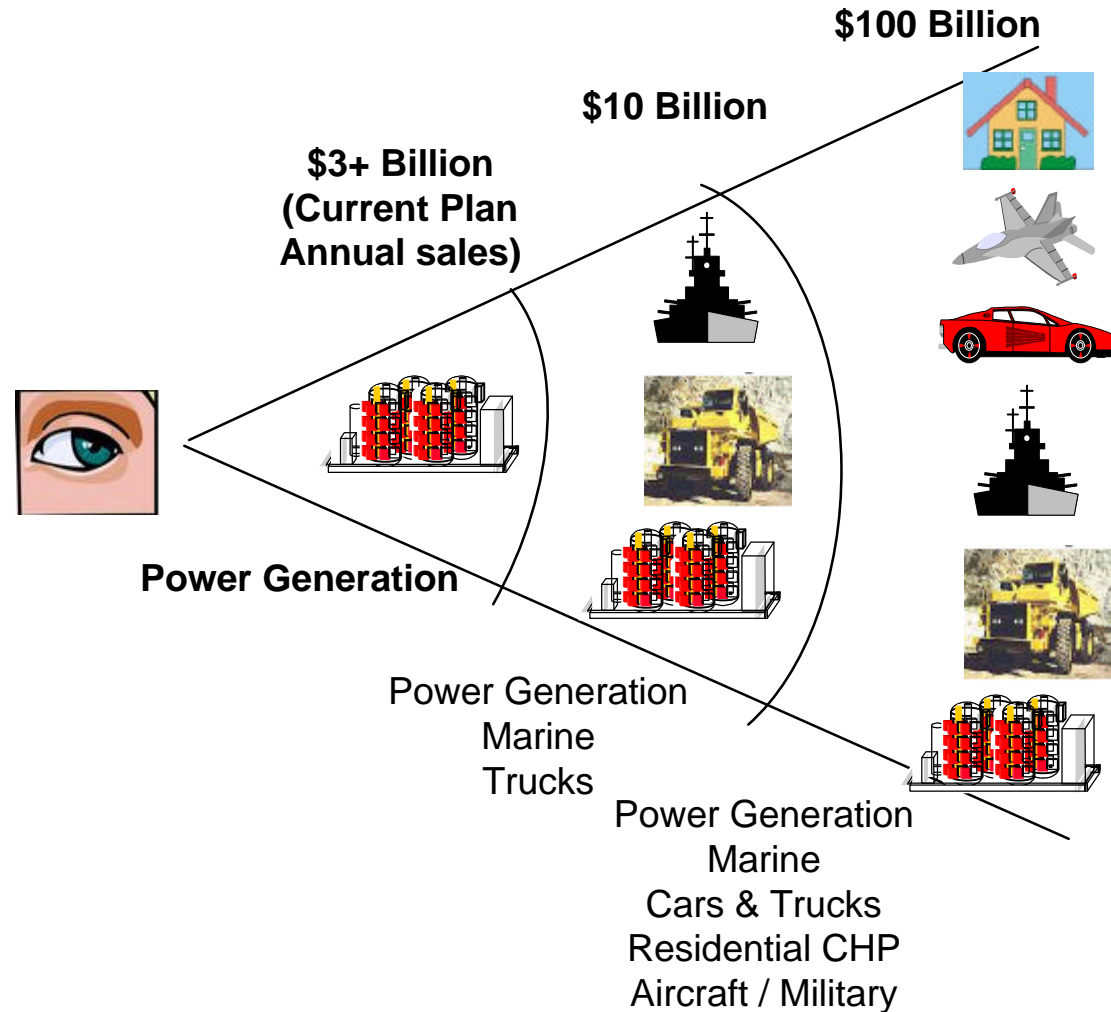 $100 Billion
$10 Billion
$3+ Billion
(Current Plan
Annual sales)
Power Generation
Power Generation
Marine
Trucks
Power Generation
Marine
Cars & Trucks
Residential CHP
Aircraft / Military